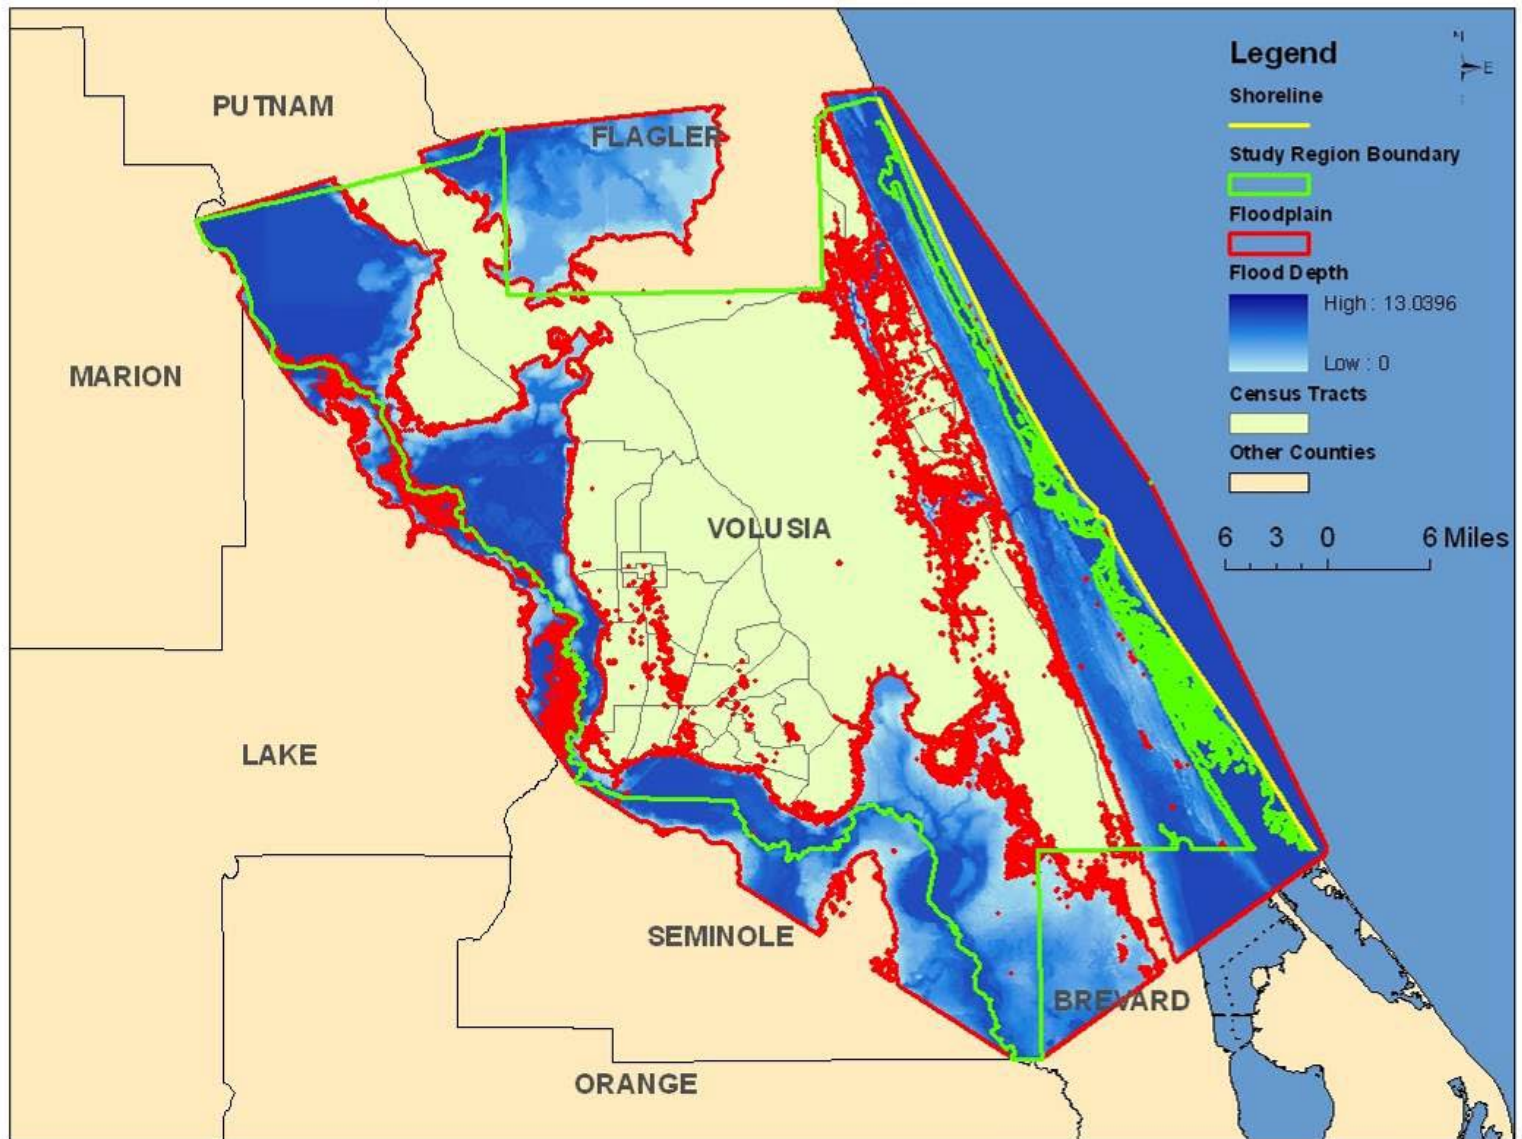 Legend
N
E
Shoreline
Study Region Boundary
Floodplain
Flood Depth
High : 13.0396
Low : 0
Census Tracts
Other Counties
6 3 0 6 Miles
PUTNAM
FLAGLER
MARION
VOLUSIA
LAKE
SEMINOLE
BREVARD
ORANGE